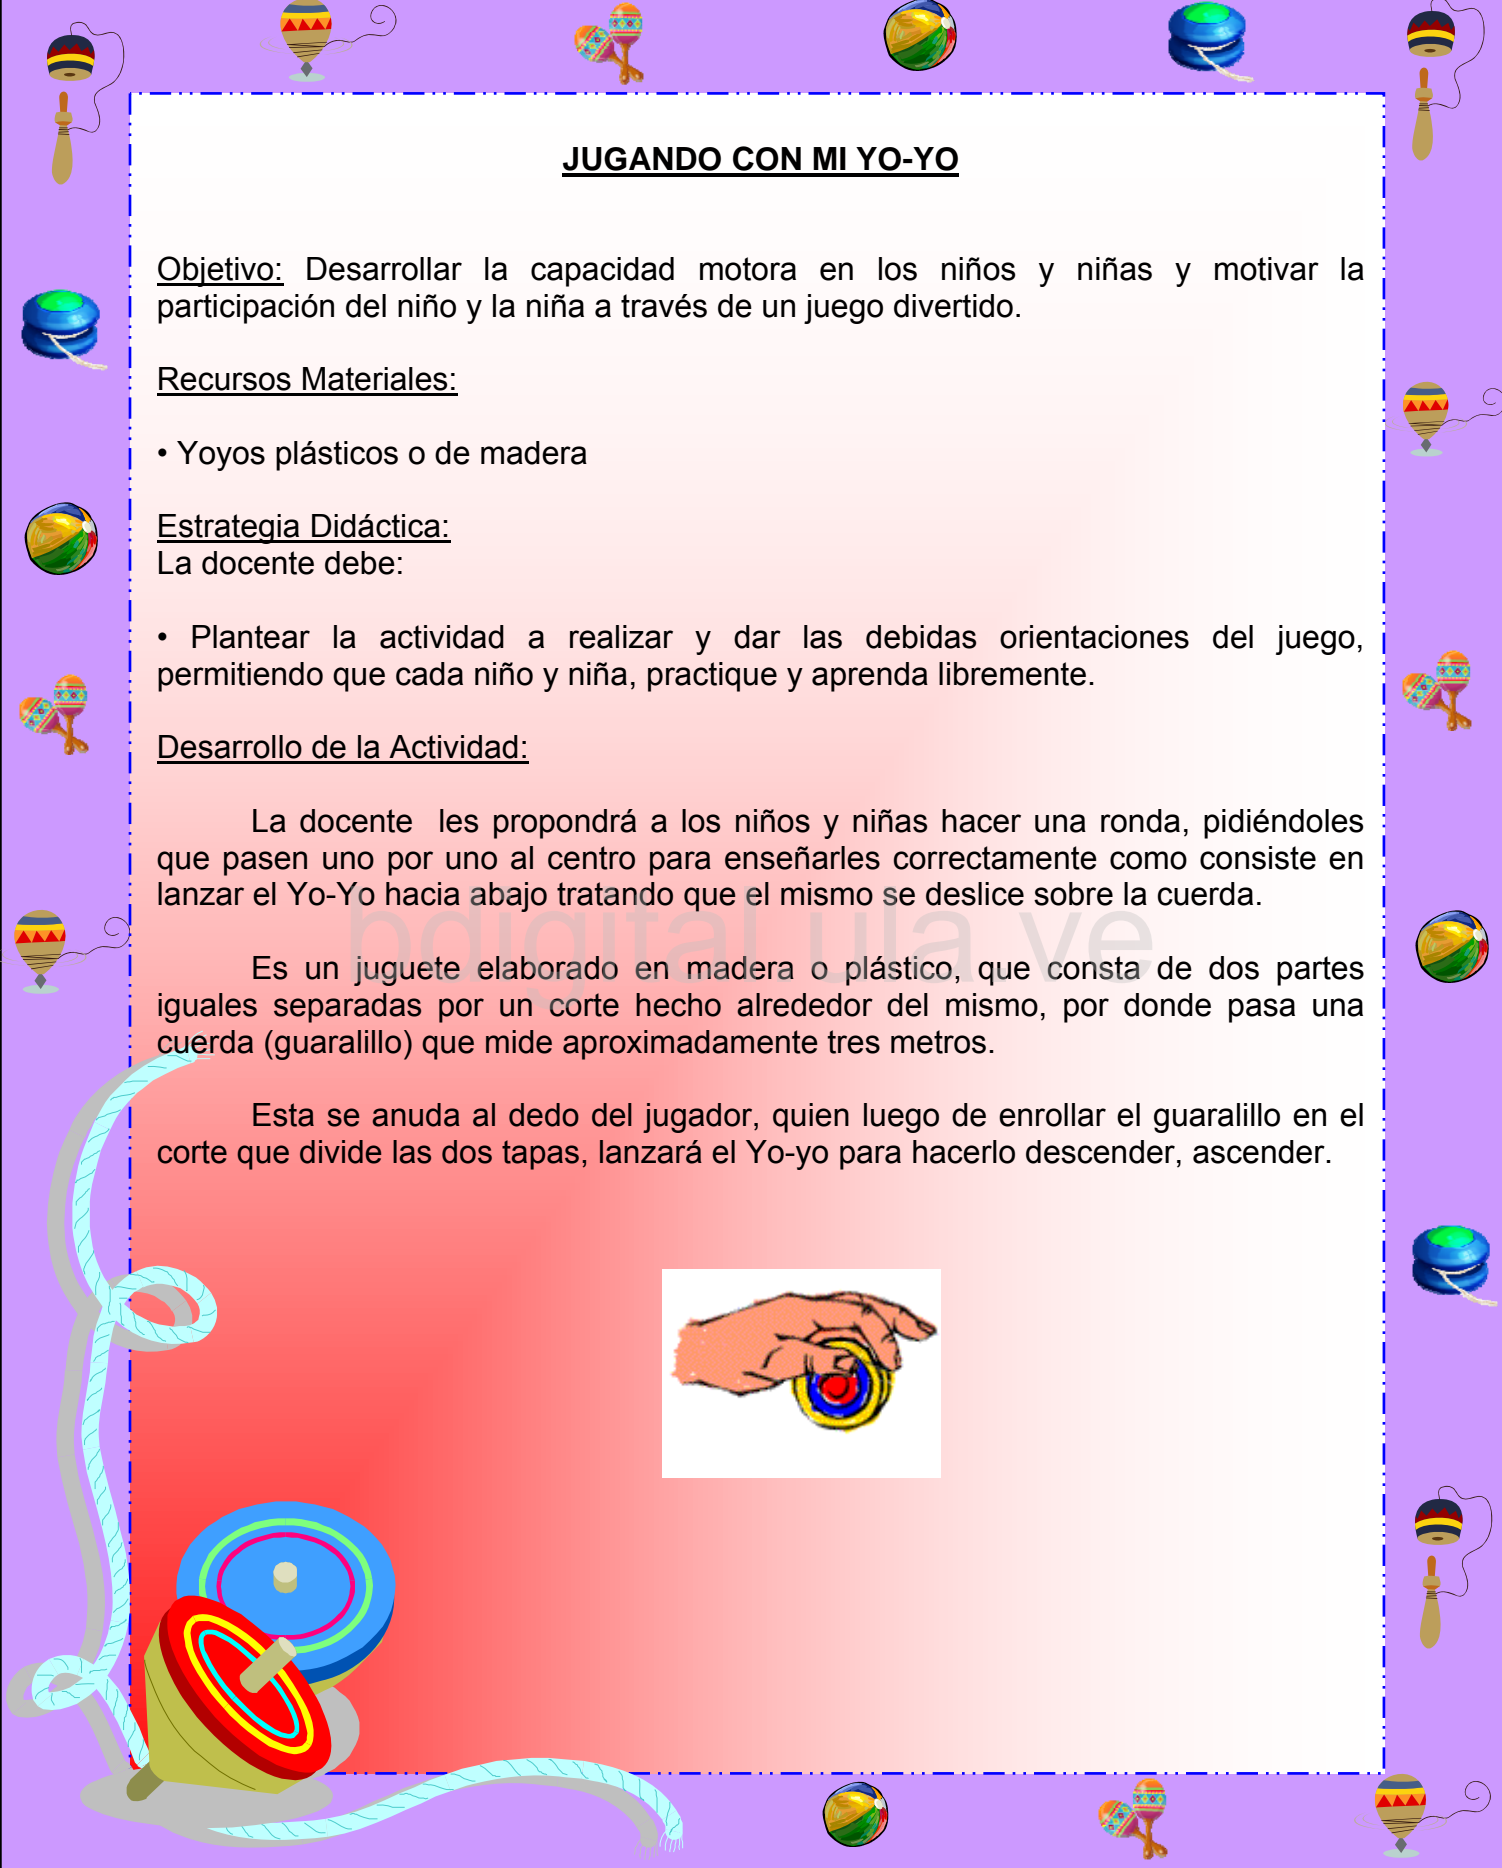 JUGANDO CON MI YO-YO
Objetivo: Desarrollar la capacidad motora en los niños y niñas y motivar la
participación del niño y la niña a través de un juego divertido.
Recursos Materiales:
• Yoyos plásticos o de madera
Estrategia Didáctica:
La docente debe:
• Plantear la actividad a realizar y dar las debidas orientaciones del juego,
permitiendo que cada niño y niña, practique y aprenda libremente.
Desarrollo de la Actividad:
La docente les propondrá a los niños y niñas hacer una ronda, pidiéndoles
que pasen uno por uno al centro para enseñarles correctamente como consiste en
lanzar el Yo-Yo hacia abajo tratando que el mismo se deslice sobre la cuerda.
bdigital.ula.ve
Es un juguete elaborado en madera o plástico, que consta de dos partes
iguales separadas por un corte hecho alrededor del mismo, por donde pasa una
cuerda (guaralillo) que mide aproximadamente tres metros.
Esta se anuda al dedo del jugador, quien luego de enrollar el guaralillo en el
corte que divide las dos tapas, lanzará el Yo-yo para hacerlo descender, ascender.